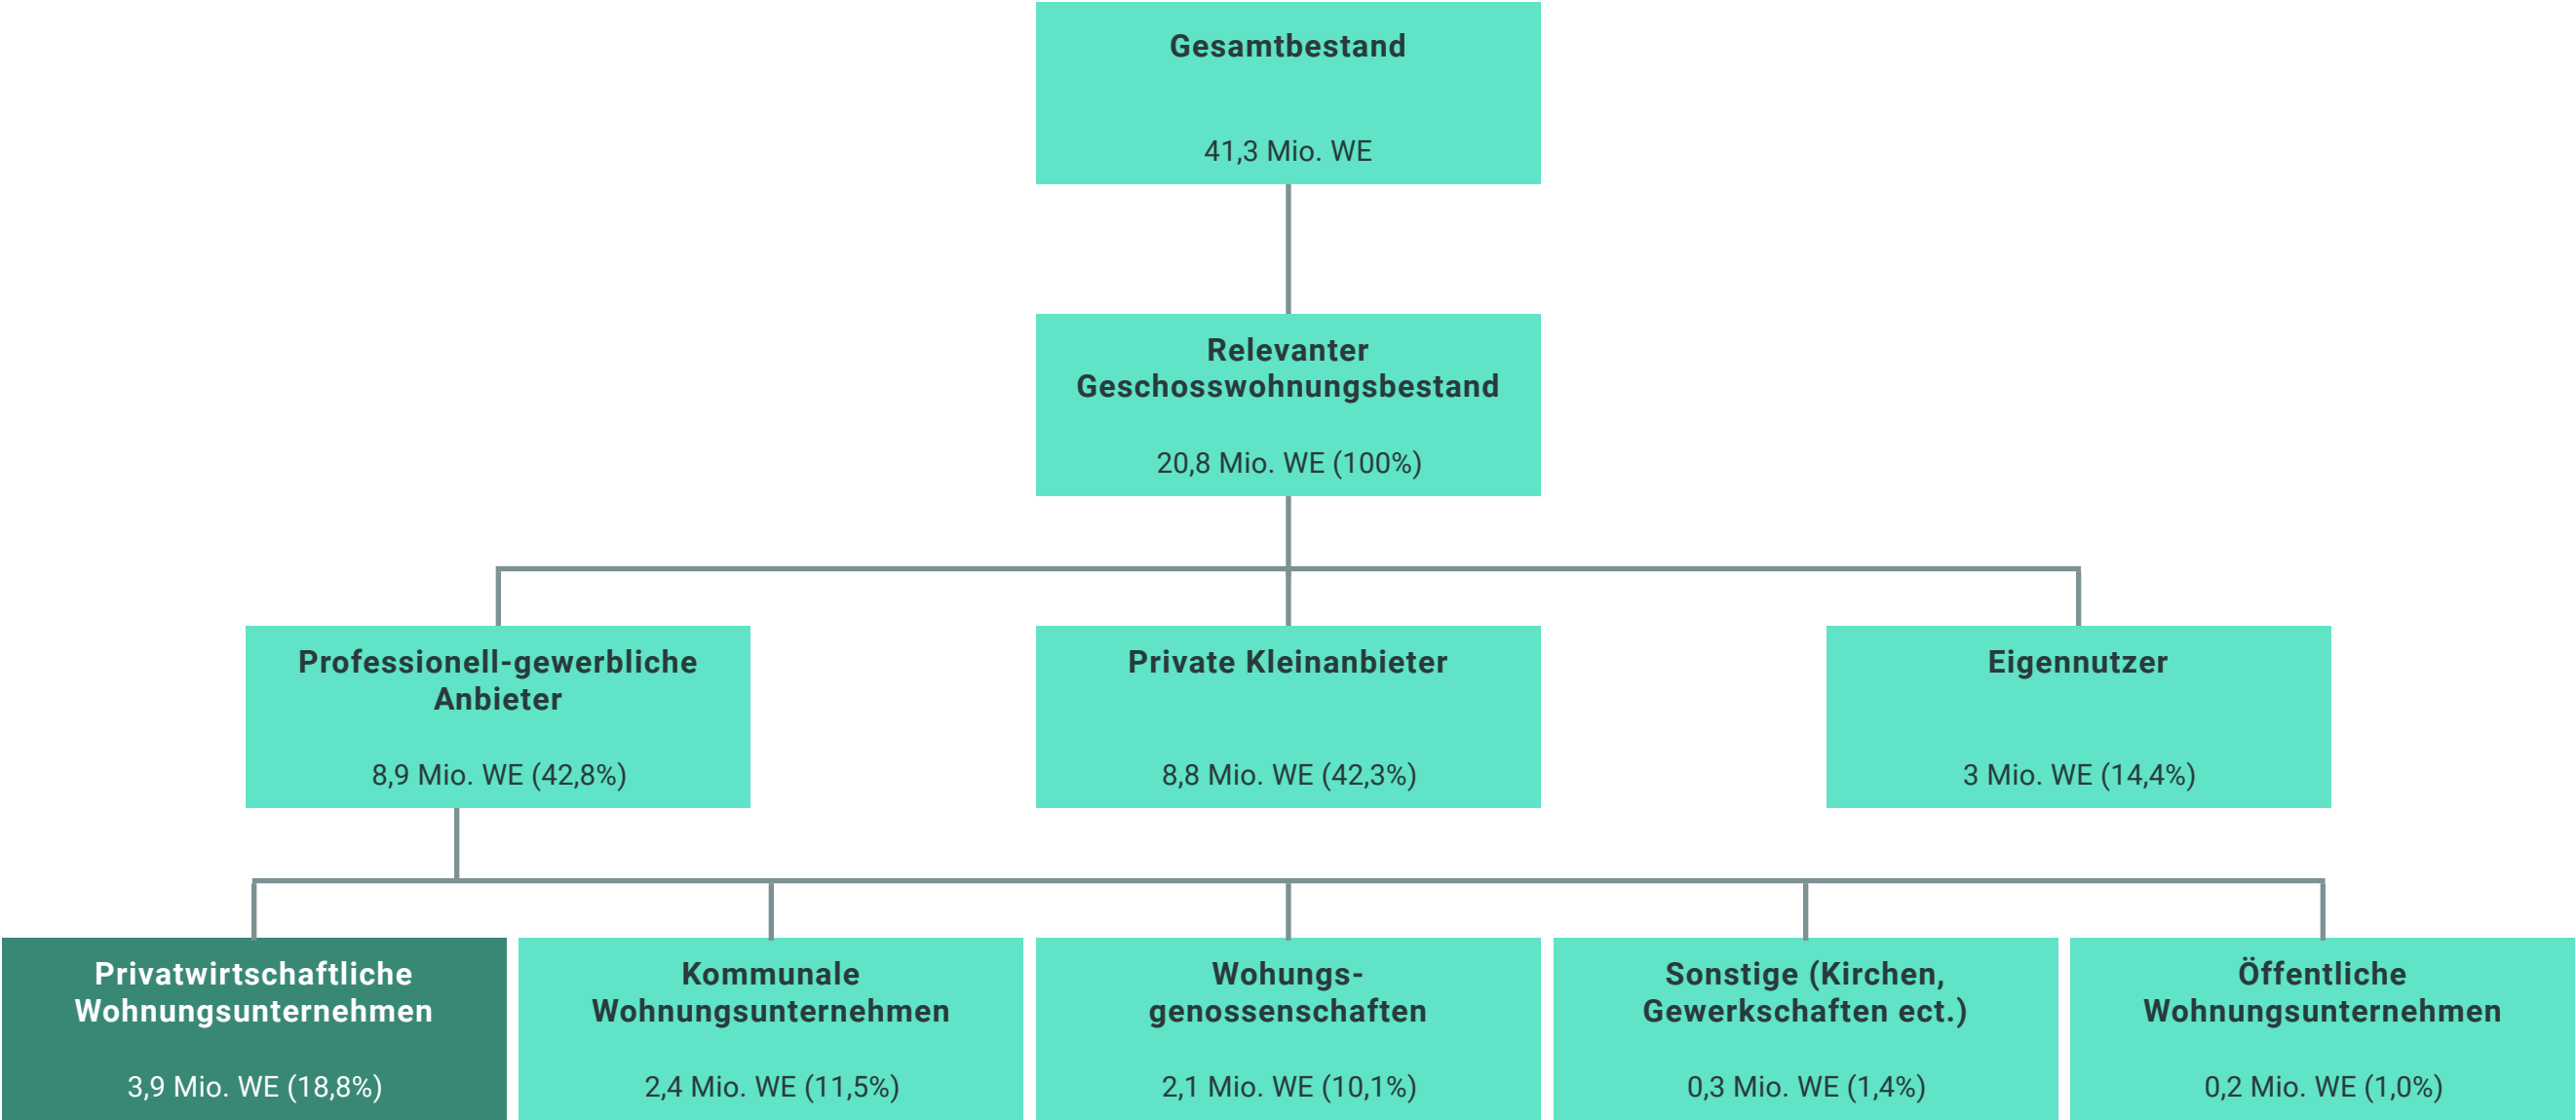 Gesamtbestand
41,3 Mio. WE
Relevanter
Geschosswohnungsbestand
20,8 Mio. WE (100%)
Professionell-gewerbliche
Anbieter
8,9 Mio. WE (42,8%)
Private Kleinanbieter
8,8 Mio. WE (42,3%)
Eigennutzer
3 Mio. WE (14,4%)
Privatwirtschaftliche
Wohnungsunternehmen
3,9 Mio. WE (18,8%)
Kommunale
Wohnungsunternehmen
2,4 Mio. WE (11,5%)
Wohungs-
genossenschaften
2,1 Mio. WE (10,1%)
Sonstige (Kirchen,
Gewerkschaften ect.)
0,3 Mio. WE (1,4%)
Öffentliche
Wohnungsunternehmen
0,2 Mio. WE (1,0%)